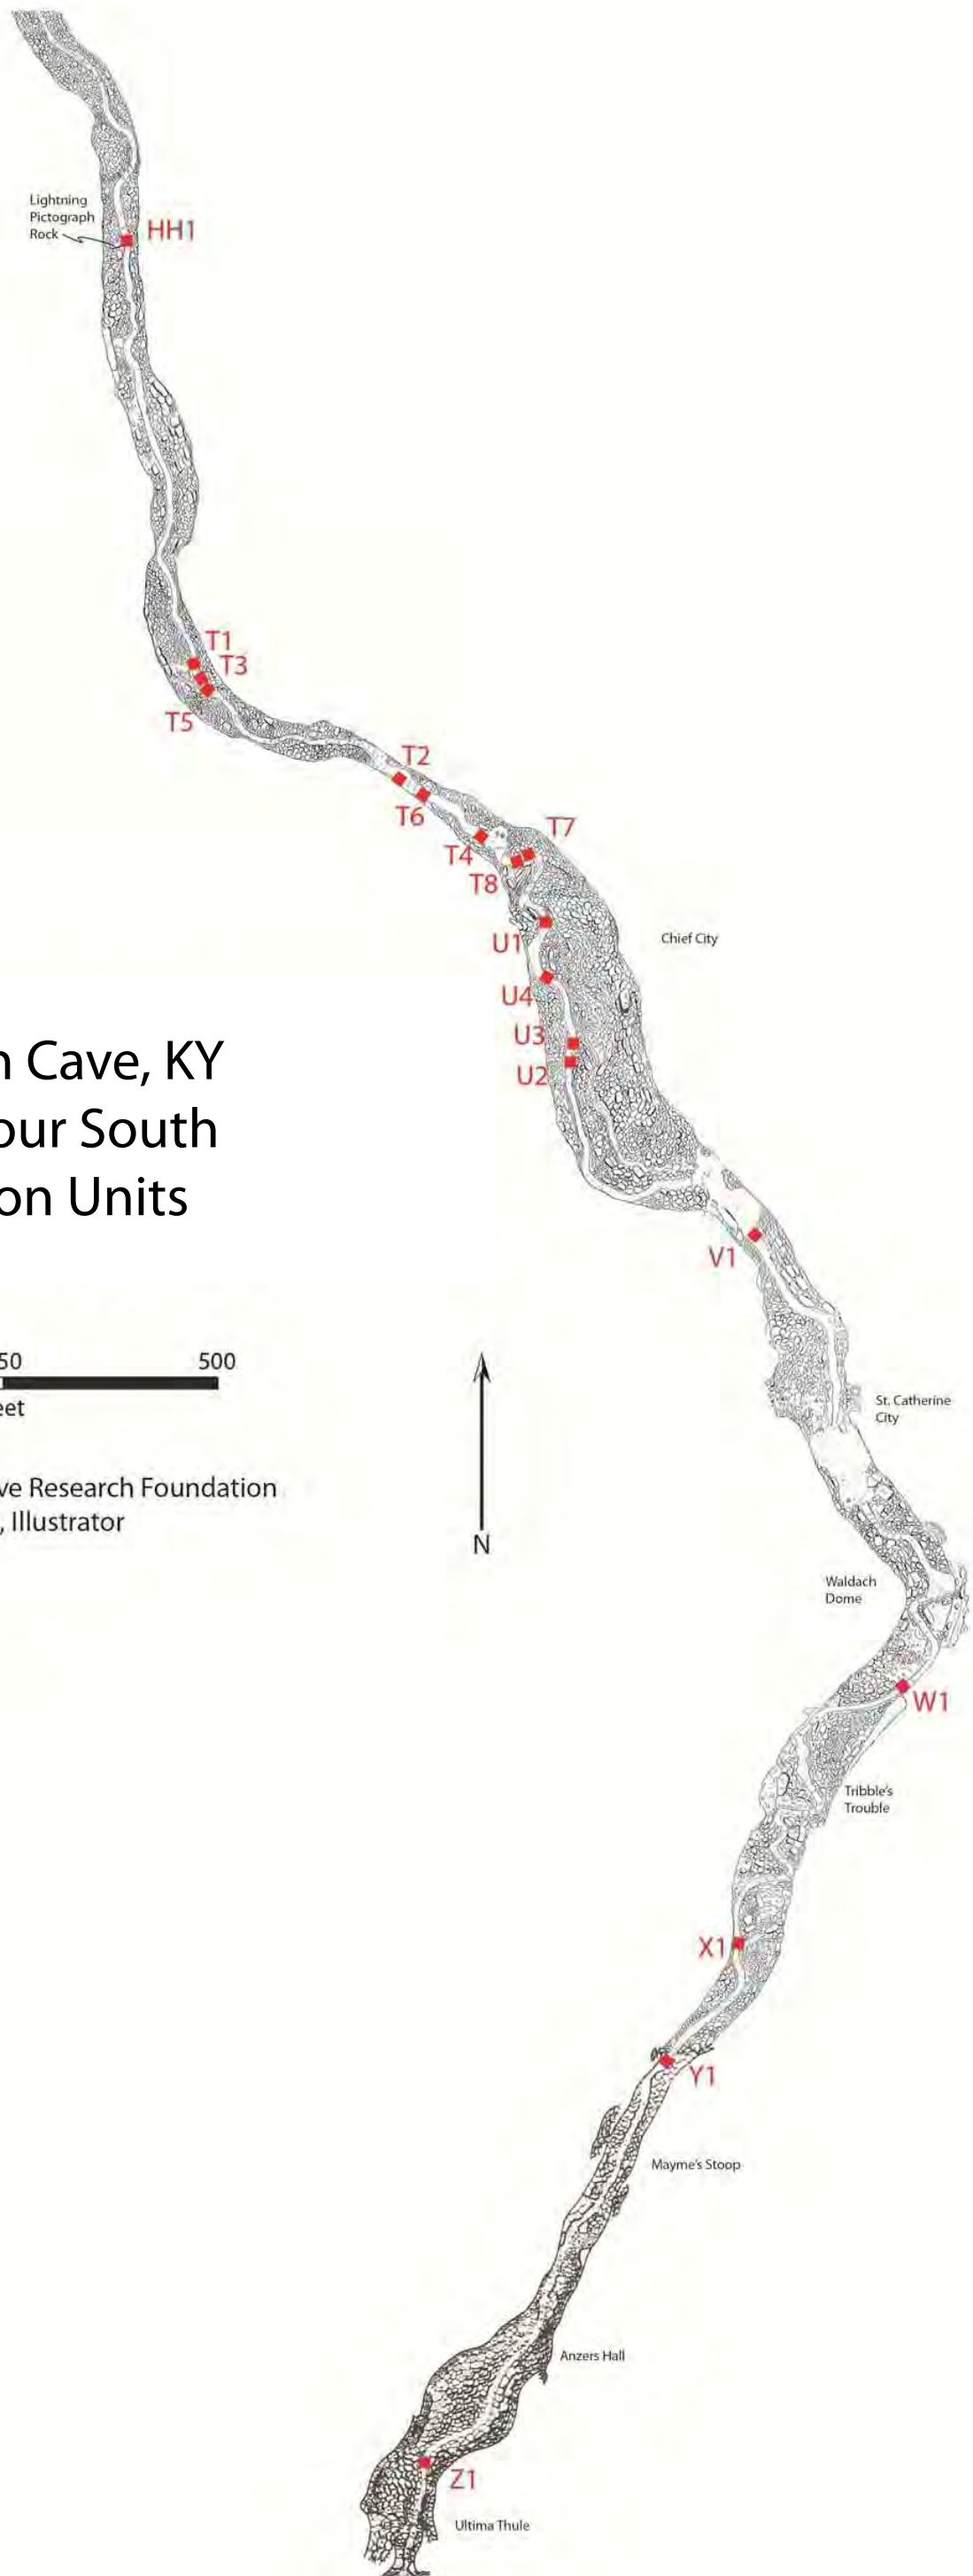 Lightning
Pictograph
Rock
HH1
T1
T3
T5
T2
T6
T7
T4
T8
Chief City
U1
U4
U3
U2
n Cave, KY
our South
on Units
V1
50 500
eet
St. Catherine
City
ve Research Foundation
, Illustrator
N
Waldach
Dome
W1
Tribble's
Trouble
X1
Y1
Mayme's Stoop
Anzers Hall
Z1
Ultima Thule